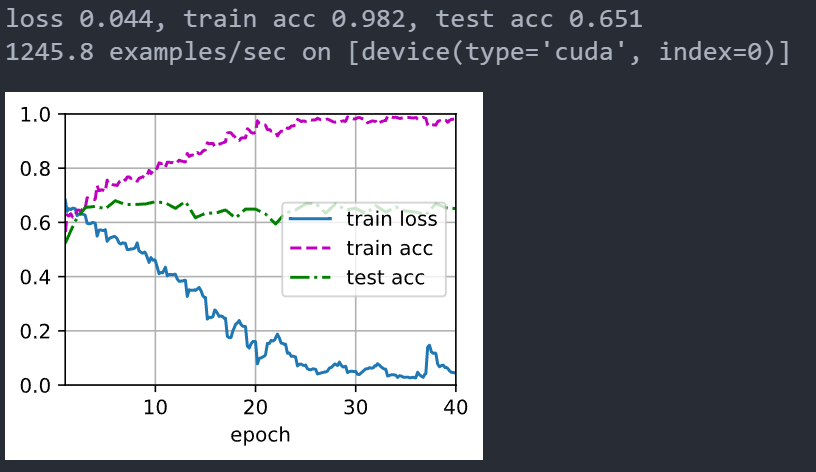 loss 0.044, train acc 0.982, test acc 0.651
1245.8 examples/sec on [device(type='cuda', index=0)]
1.0
0.8
0.6
0.4
0.2
0.0
train loss
train acc
test acc
10 20 30 40
epoch